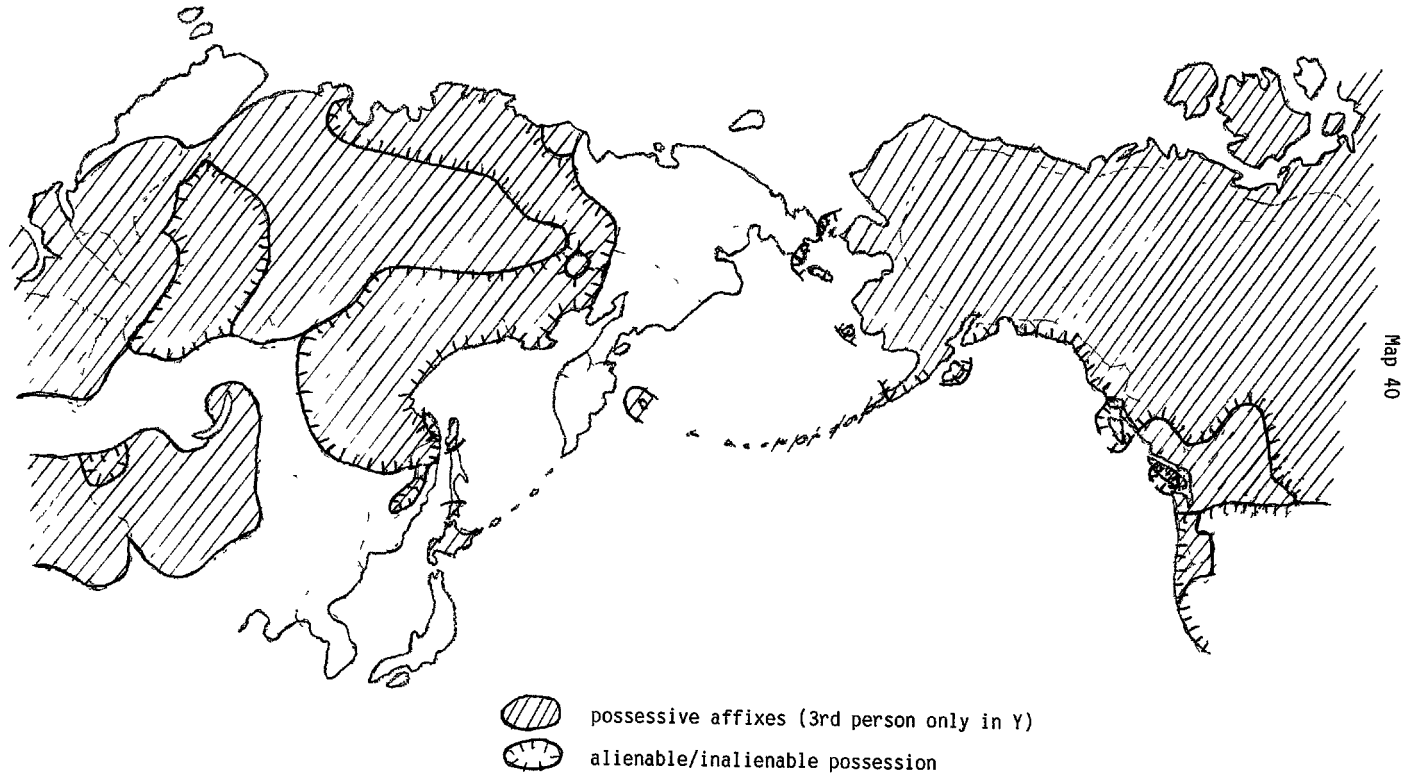 Map 40
possessive affixes (3rd person only in Y)
alienable/inalienable possession